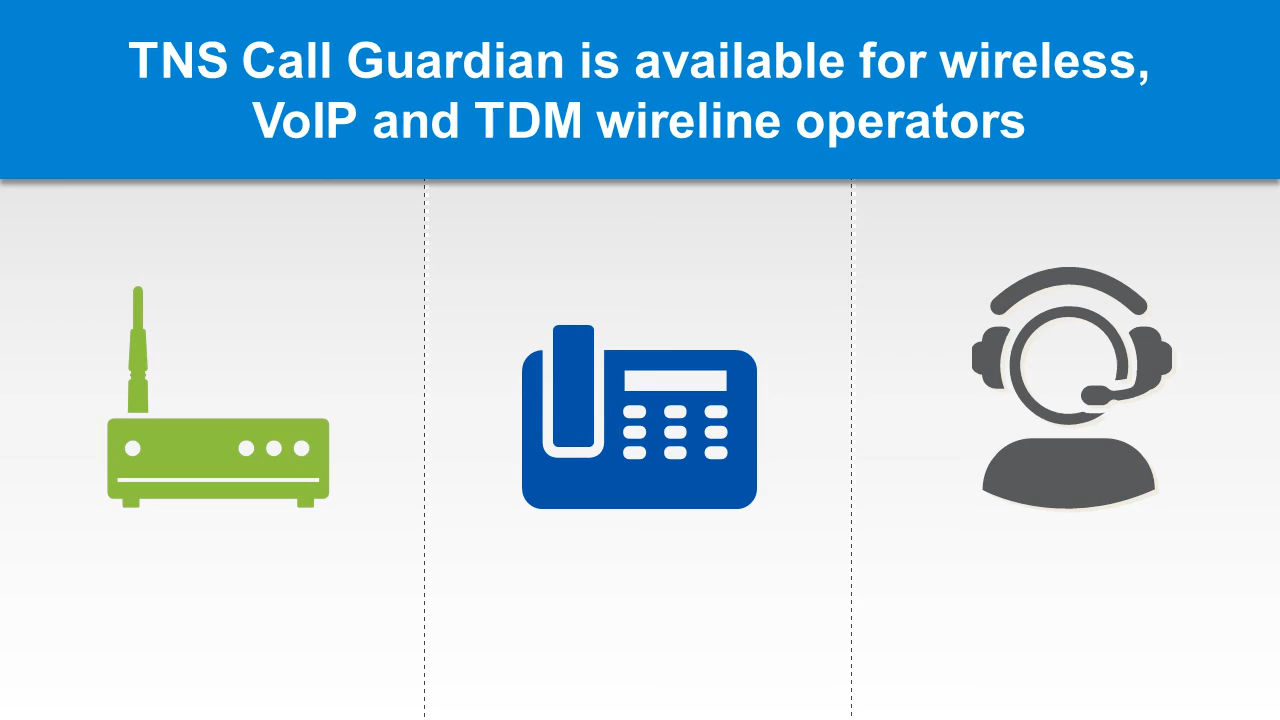 TNS Call Guardian is available for wireless,
VoIP and TDM wireline operators